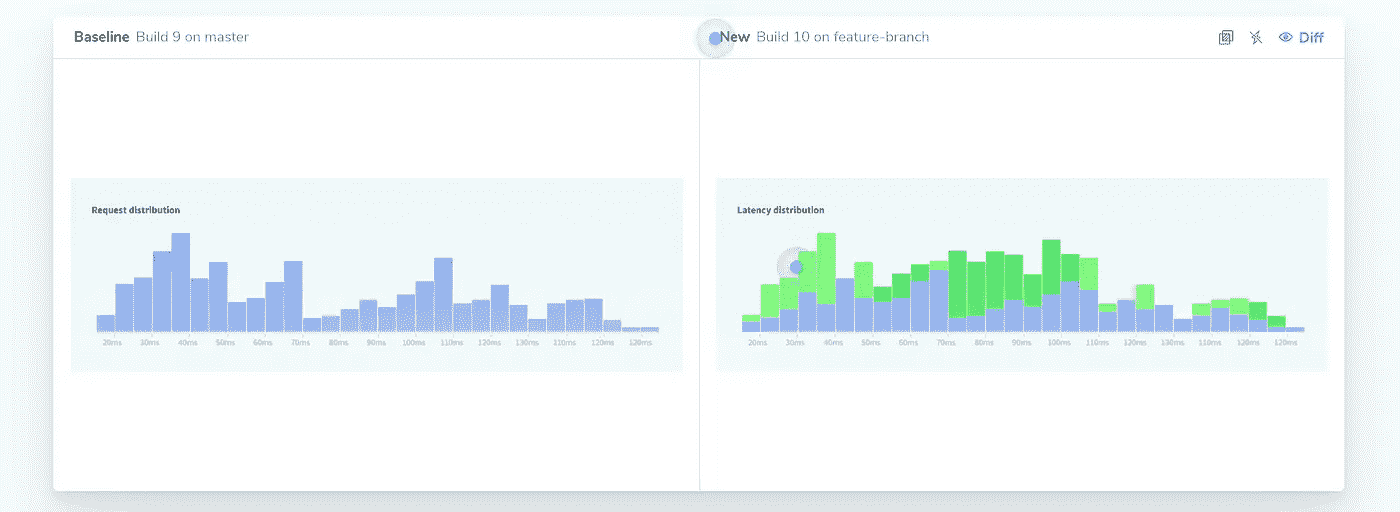 Baseline Build 9 on master
New Build 10 on feature-branch
Diff
Request distribution
20ms 30ms 40ms 50ms 60ms 70ms 80ms 90ms 100ms 110ms 120ms 130ms 110ms 120ms 120ms
Latency distribution
20ms 30ms 40ms 50ms 60ms 70ms 80ms 90ms 100ms 110ms 120ms 130ms 110ms 120ms 120ms